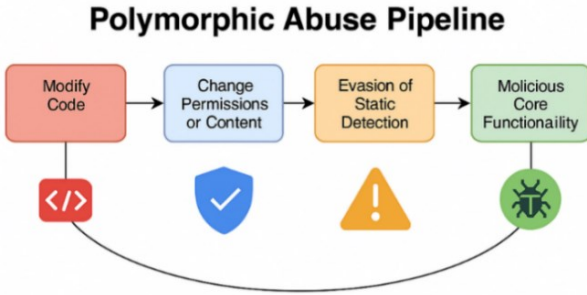 Polymorphic Abuse Pipeline
Modify
Code
Change
Permissions
or Content
Evasion of
Static
Detection
Molicious
Core
Functionaility
</>